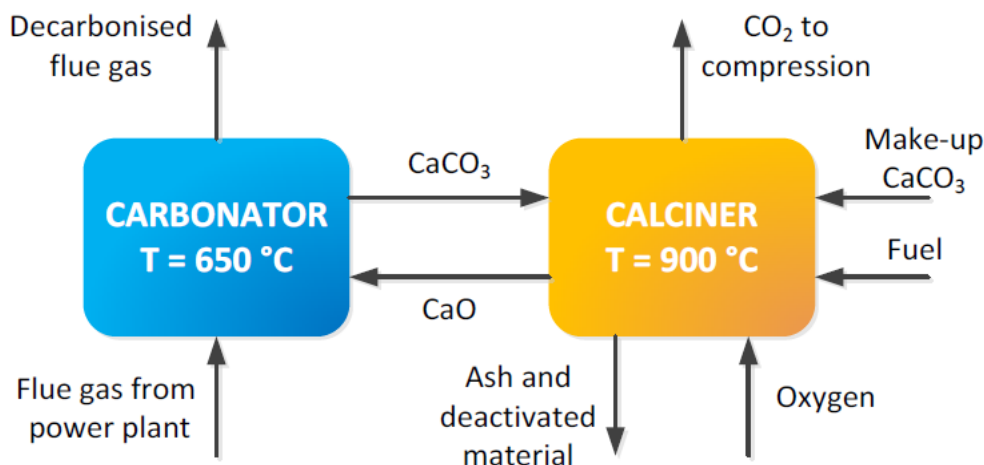 Decarbonised
flue gas
CO₂ to
compression
CARBONATOR
T = 650 °C
CaCO₃
CALCINER
T = 900 °C
Make-up
CaCO₃
Fuel
CaO
Flue gas from
power plant
Ash and
deactivated
material
Oxygen